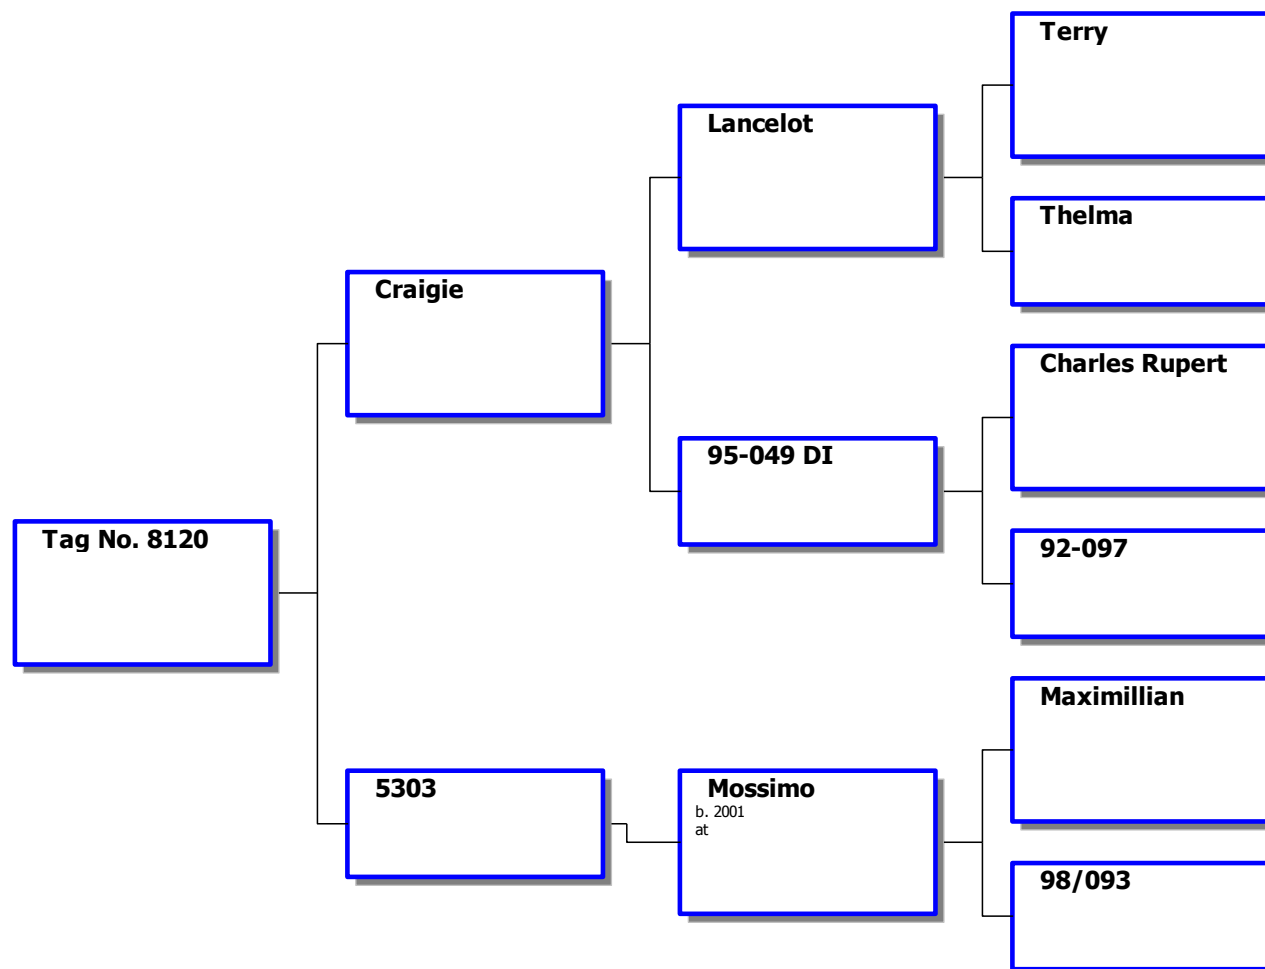 Terry
Lancelot
Thelma
Craigie
Charles Rupert
95-049 DI
Tag No. 8120
92-097
Maximillian
5303
Mossimo
b. 2001
at
98/093